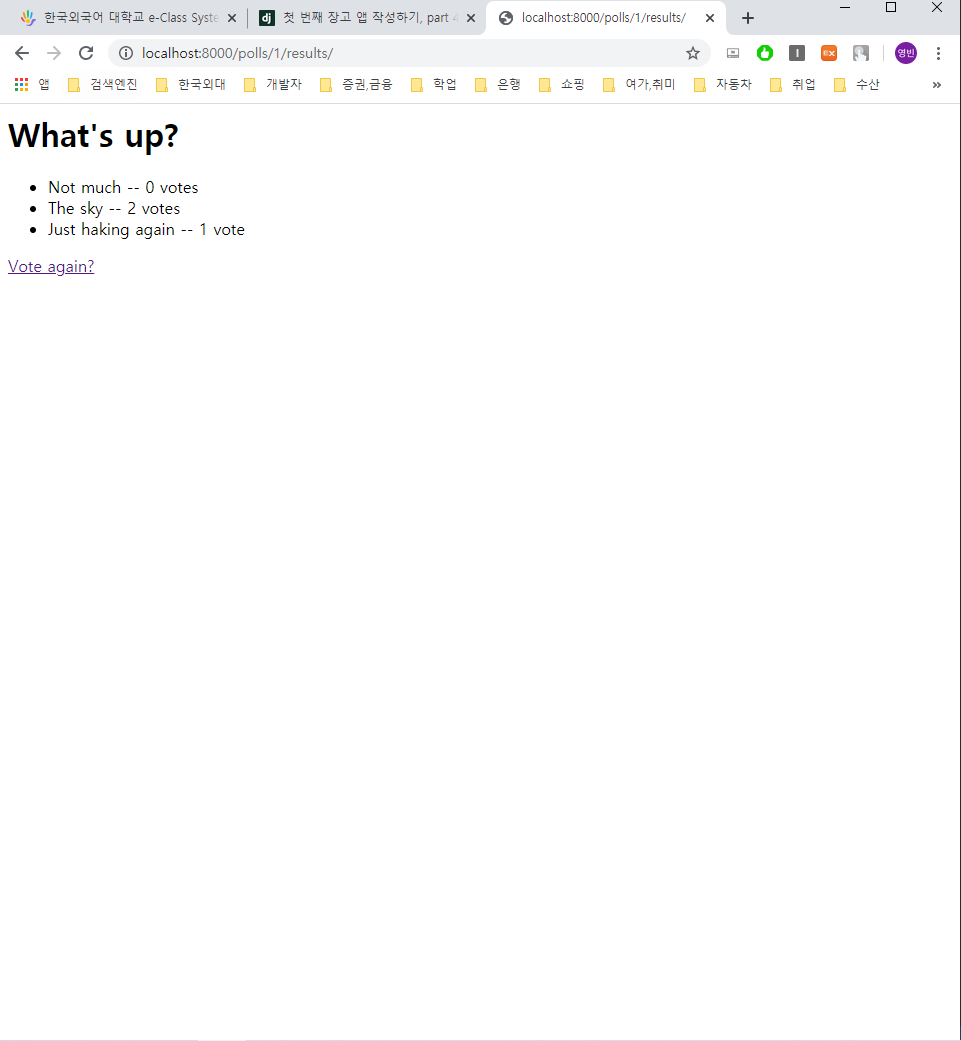 한국외국어 대학교 e-Class Syste
첫 번째 장고 앱 작성하기, part 4
localhost:8000/polls/1/results/
localhost:8000/polls/1/results/
EX
영빈
앱 검색엔진 한국외대 개발자 증권,금융 학업 은행 쇼핑 여가,취미 자동차 취업 수산 »
What's up?
• Not much -- 0 votes
• The sky -- 2 votes
• Just haking again -- 1 vote
Vote again?